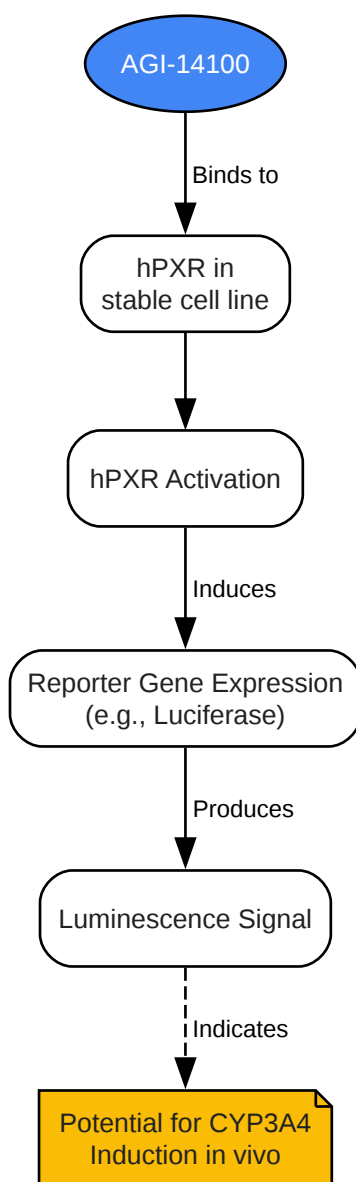 AGI-14100
Binds to
hPXR in
stable cell line
hPXR Activation
Induces
Reporter Gene Expression
(e.g., Luciferase)
Produces
Luminescence Signal
Indicates
Potential for CYP3A4
Induction in vivo